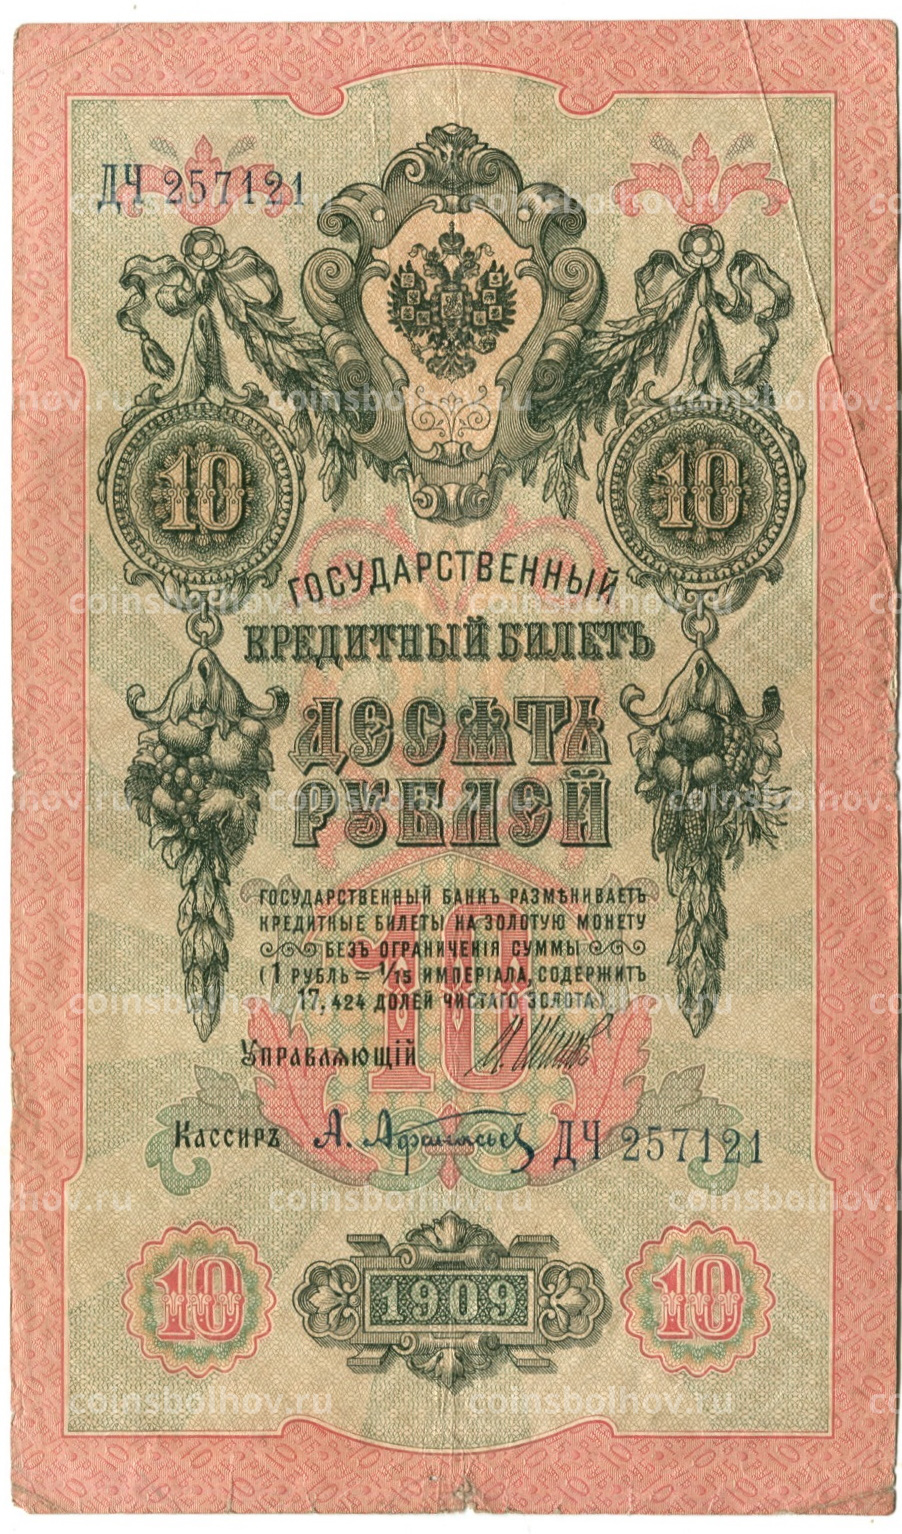 ДЧ 257121
10 10
ГОСУДАРСТВЕННЫЙ
КРЕДИТНЫЙ БИЛЕТЪ
ДЕСЯТЬ
РУБЛЕЙ
ГОСУДАРСТВЕННЫЙ БАНКЪ РАЗМѢНИВАЕТЪ
КРЕДИТНЫЕ БИЛЕТЫ НА ЗОЛОТУЮ МОНЕТУ
БЕЗЪ ОГРАНИЧЕНІЯ СУММЫ
(1 РУБЛЬ = 1/15 ИМПЕРІАЛА, СОДЕРЖИТЪ
17,424 ДОЛЕЙ ЧИСТАГО ЗОЛОТА)
10
УПРАВЛЯЮЩІЙ
КАССИРЪ А. Афанасьев ДЧ 257121
10 1909 10
coinsbolhov.ru